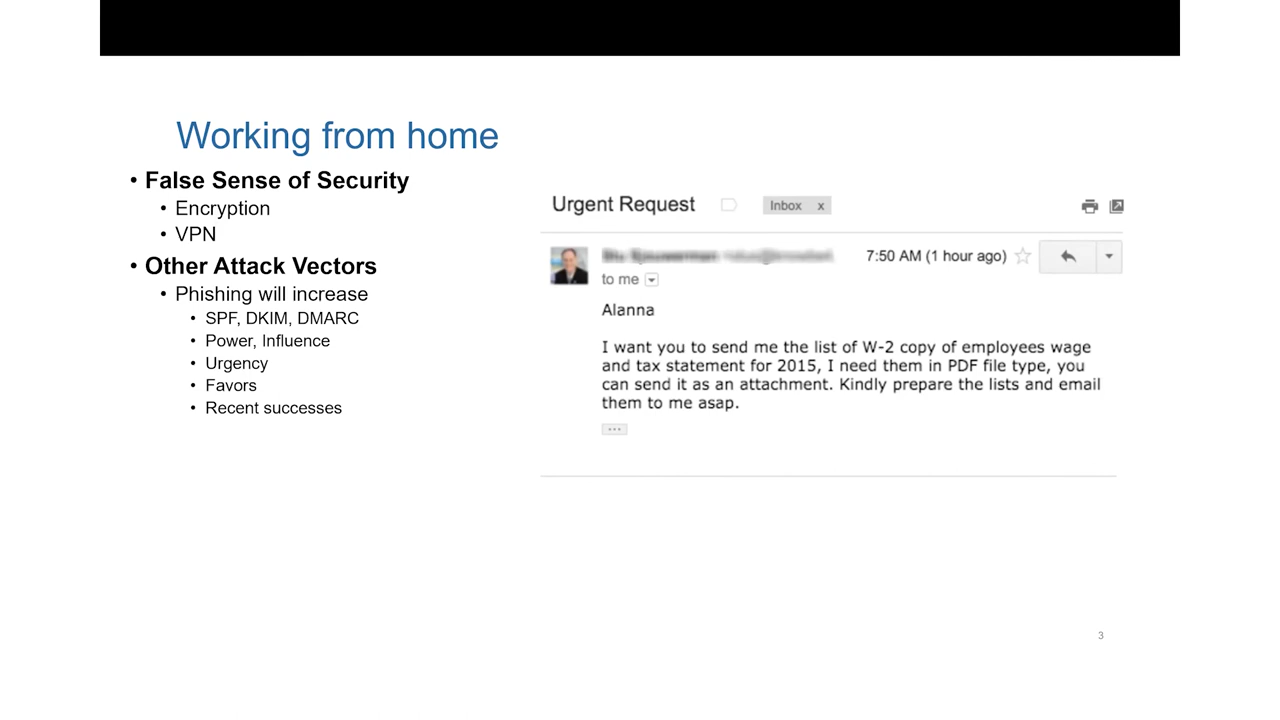 Working from home
• False Sense of Security
• Encryption
• VPN
• Other Attack Vectors
• Phishing will increase
• SPF, DKIM, DMARC
• Power, Influence
• Urgency
• Favors
• Recent successes
Urgent Request
Inbox x
7:50 AM (1 hour ago)
to me
Alanna
I want you to send me the list of W-2 copy of employees wage
and tax statement for 2015, I need them in PDF file type, you
can send it as an attachment. Kindly prepare the lists and email
them to me asap.
3